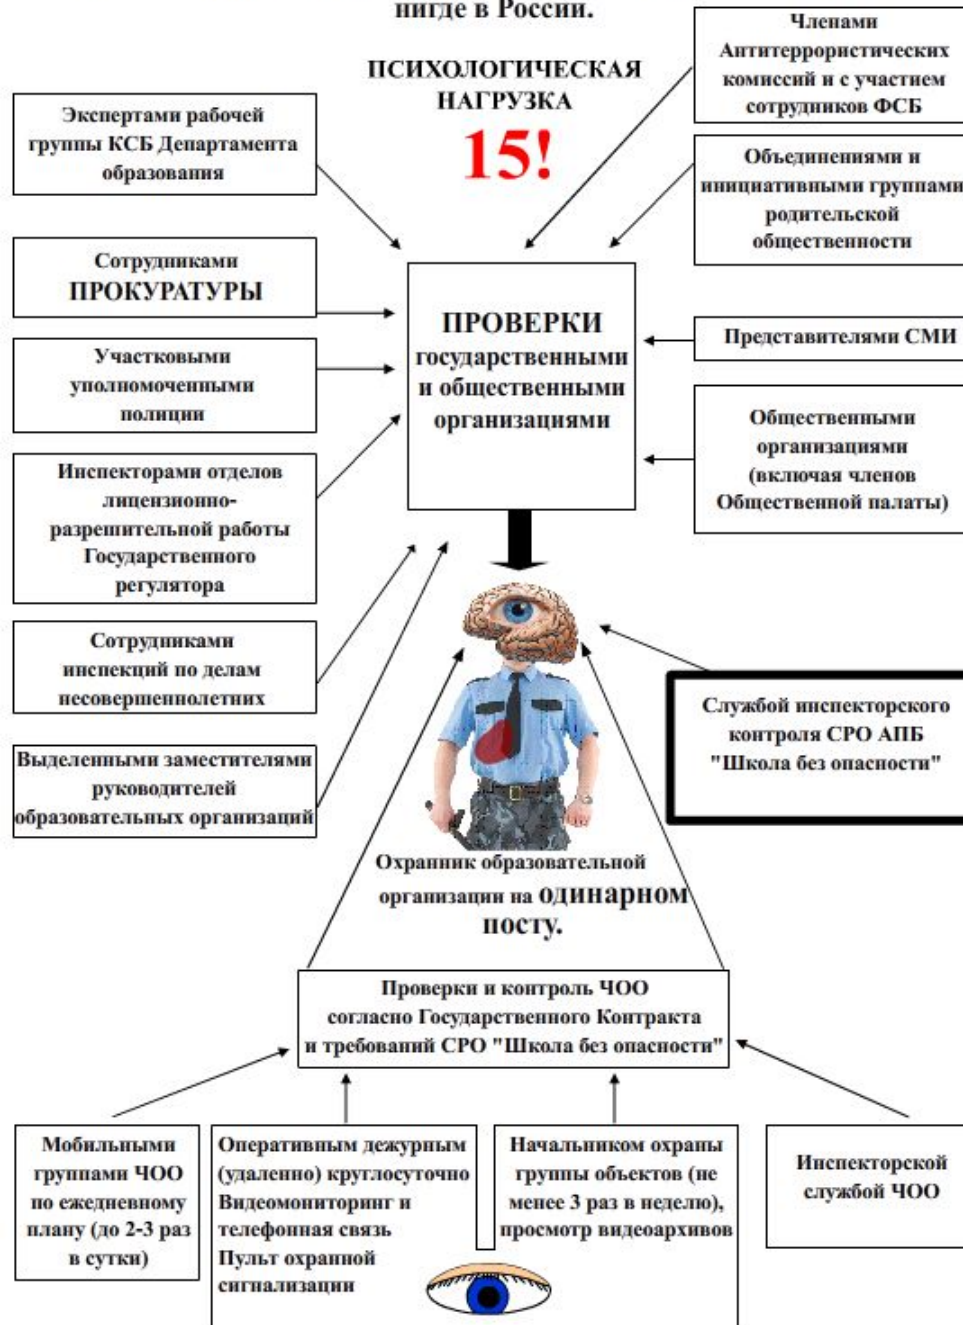 нигде в России.
ПСИХОЛОГИЧЕСКАЯ
НАГРУЗКА
15!
Членами
Антитеррористических
комиссий и с участием
сотрудников ФСБ
Экспертами рабочей
группы КСБ Департамента
образования
Объединениями и
инициативными группами
родительской
общественности
Сотрудниками
ПРОКУРАТУРЫ
ПРОВЕРКИ
государственными
и общественными
организациями
Представителями СМИ
Участковыми
уполномоченными
полиции
Общественными
организациями
(включая членов
Общественной палаты)
Инспекторами отделов
лицензионно-
разрешительной работы
Государственного
регулятора
Сотрудниками
инспекций по делам
несовершеннолетних
Службой инспекторского
контроля СРО АПБ
"Школа без опасности"
Выделенными заместителями
руководителей
образовательных организаций
Охранник образовательной
организации на одинарном
посту.
Проверки и контроль ЧОО
согласно Государственного Контракта
и требований СРО "Школа без опасности"
Мобильными
группами ЧОО
по ежедневному
плану (до 2-3 раз
в сутки)
Оперативным дежурным
(удаленно) круглосуточно
Видеомониторинг и
телефонная связь
Пульт охранной
сигнализации
Начальником охраны
группы объектов (не
менее 3 раз в неделю),
просмотр видеоархивов
Инспекторской
службой ЧОО